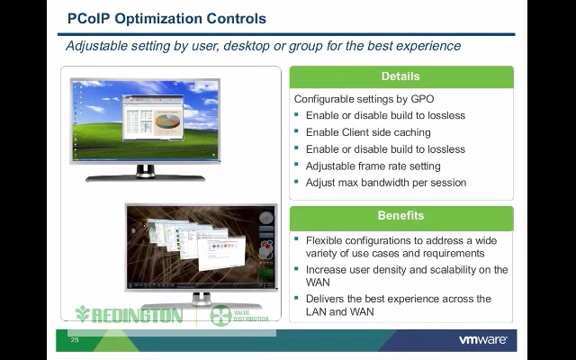 PCoIP Optimization Controls
Adjustable setting by user, desktop or group for the best experience
Details
Configurable settings by GPO
Enable or disable build to lossless
Enable Client side caching
Enable or disable build to lossless
Adjustable frame rate setting
Adjust max bandwidth per session
Benefits
Flexible configurations to address a wide
variety of use cases and requirements
Increase user density and scalability on the
WAN
Delivers the best experience across the
LAN and WAN
REDINGTON
VALUE
DISTRIBUTION
25
vmware